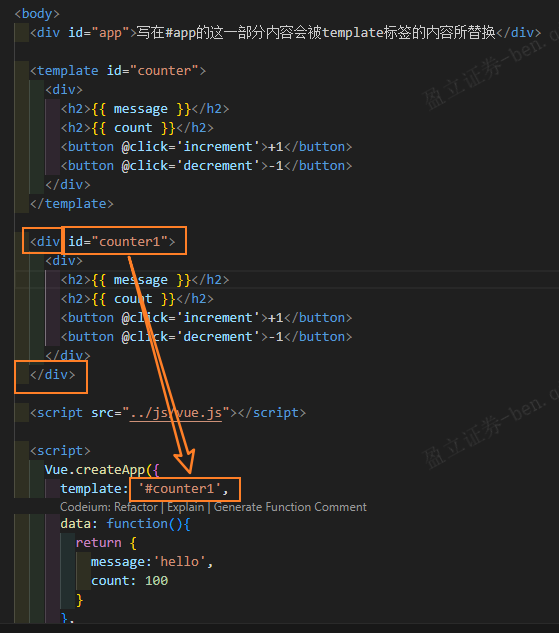 <body>
<div id="app">写在#app的这一部分内容会被template标签的内容所替换</div>
<template id="counter">
<div>
<h2>{{ message }}</h2>
<h2>{{ count }}</h2>
<button @click='increment'>+1</button>
<button @click='decrement'>-1</button>
</div>
</template>
<div id="counter1">
<div>
<h2>{{ message }}</h2>
<h2>{{ count }}</h2>
<button @click='increment'>+1</button>
<button @click='decrement'>-1</button>
</div>
</div>
<script src="../js/vue.js"></script>
<script>
Vue.createApp({
template: '#counter1',
Codeium: Refactor | Explain | Generate Function Comment
data: function(){
return {
message:'hello',
count: 100
}
},
盈立证券-ben.
盈立证券-ben.